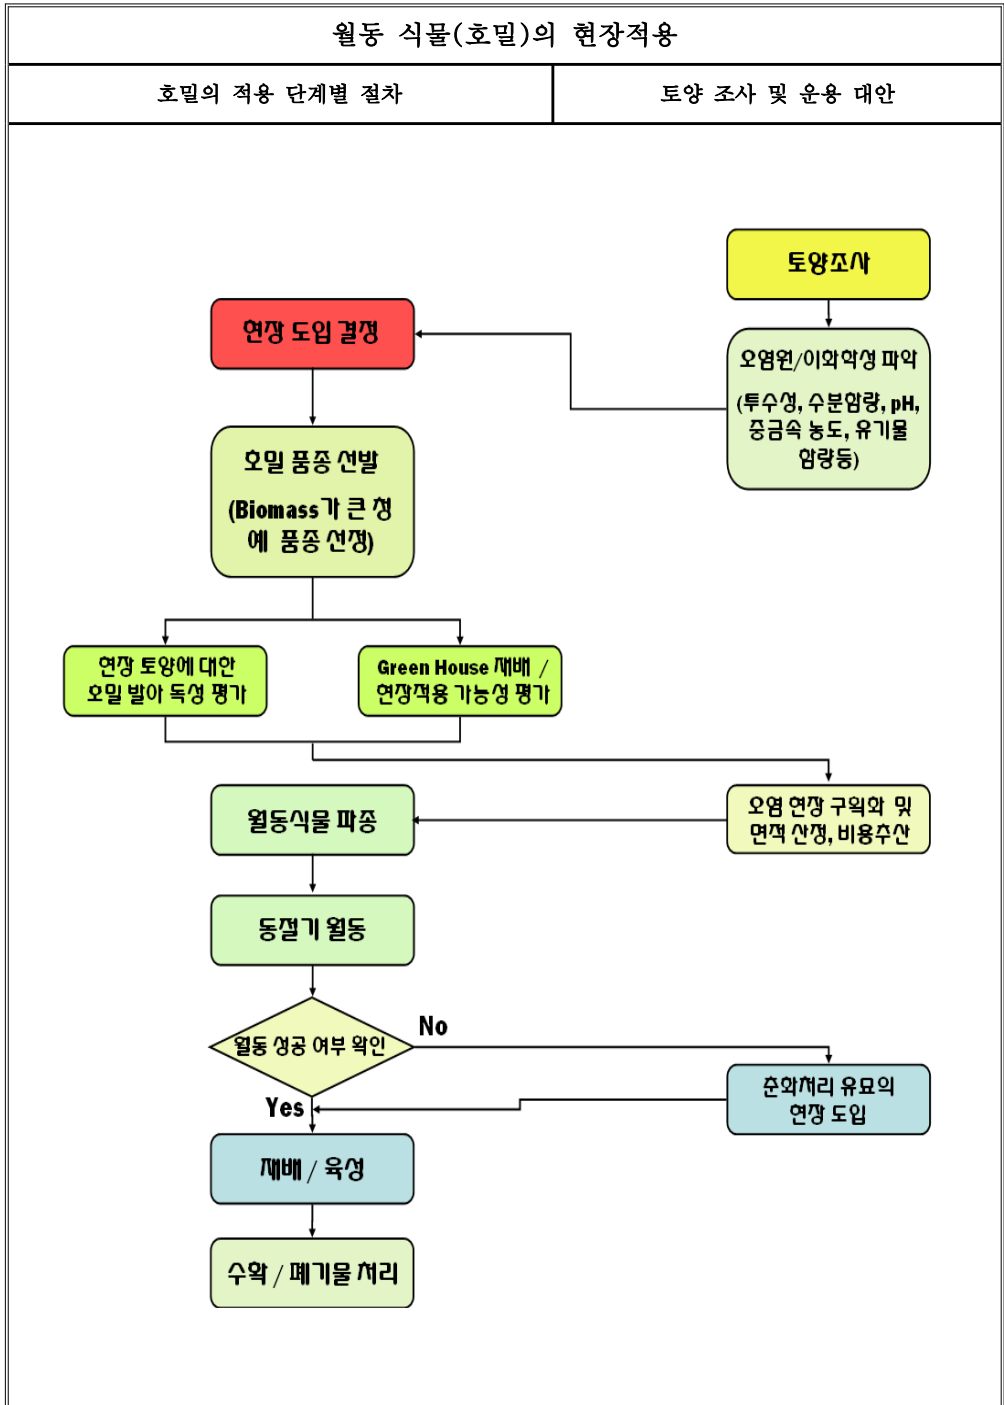 월동 식물(호밀)의 현장적용
호밀의 적용 단계별 절차
토양 조사 및 운용 대안
토양조사
현장 도입 결정
오염원/이화학성 파악
(투수성, 수분함량, pH,
중금속 농도, 유기물
함량등)
호밀 품종 선발
(Biomass가 큰 청
예 품종 선정)
현장 토양에 대한
호밀 발아 독성 평가
Green House 재배 /
현장적용 가능성 평가
월동식물 파종
오염 현장 구획화 및
면적 산정, 비용추산
동절기 월동
월동 성공 여부 확인
No
춘화처리 유묘의
현장 도입
Yes
재배 / 육성
수확 / 폐기물 처리